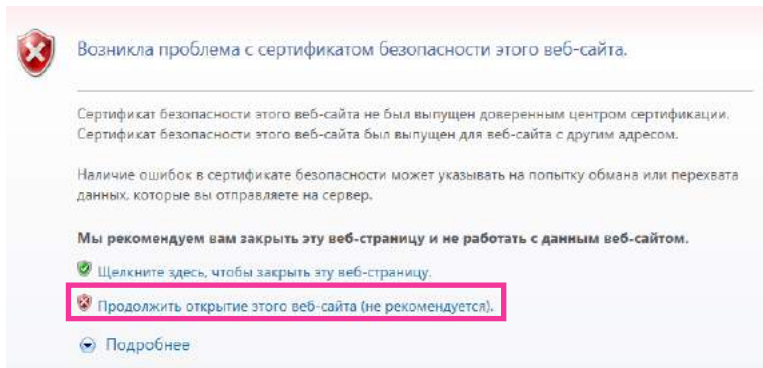 Возникла проблема с сертификатом безопасности этого веб-сайта.
Сертификат безопасности этого веб-сайта не был выпущен доверенным центром сертификации.
Сертификат безопасности этого веб-сайта был выпущен для веб-сайта с другим адресом.
Наличие ошибок в сертификате безопасности может указывать на попытку обмана или перехвата
данных, которые вы отправляете на сервер.
Мы рекомендуем вам закрыть эту веб-страницу и не работать с данным веб-сайтом.
Щелкните здесь, чтобы закрыть эту веб-страницу.
Продолжить открытие этого веб-сайта (не рекомендуется).
Подробнее